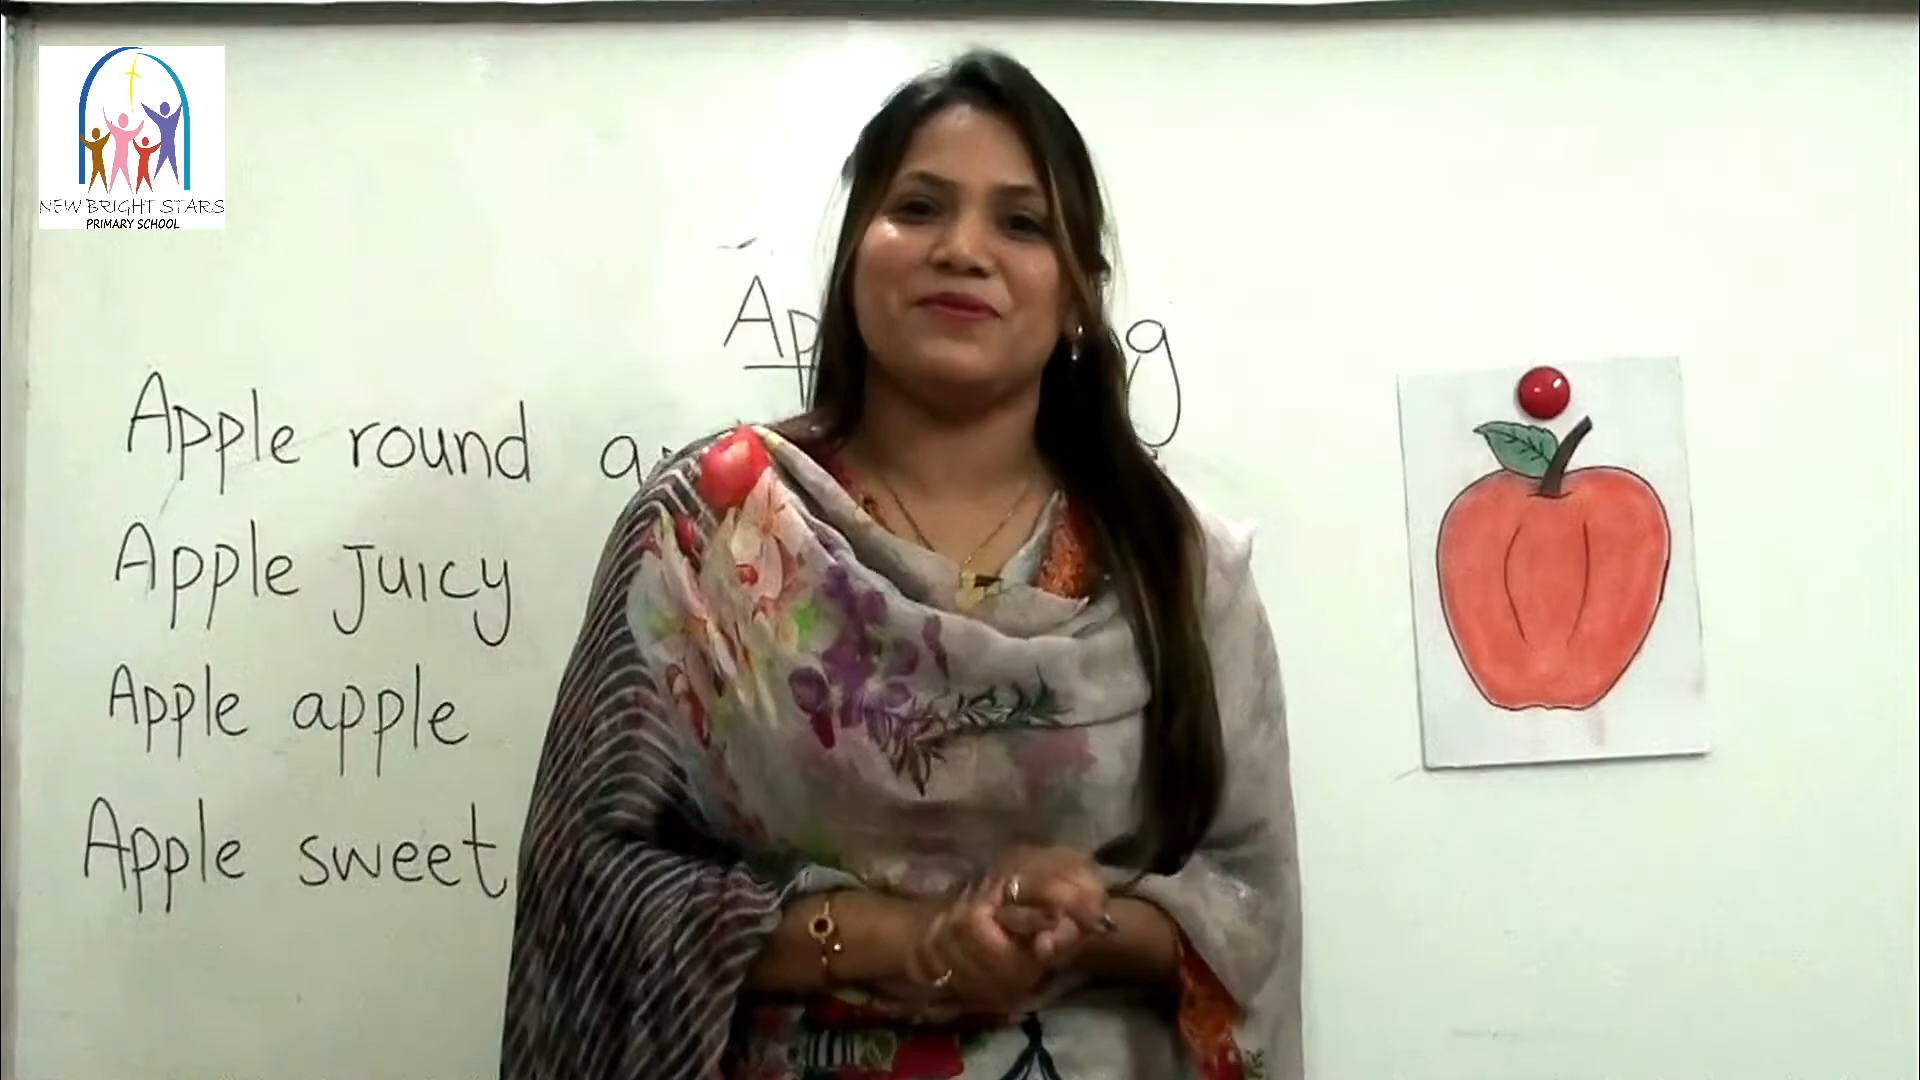 NEW BRIGHT STARS
PRIMARY SCHOOL
Apple round
Apple Juicy
Apple apple
Apple sweet